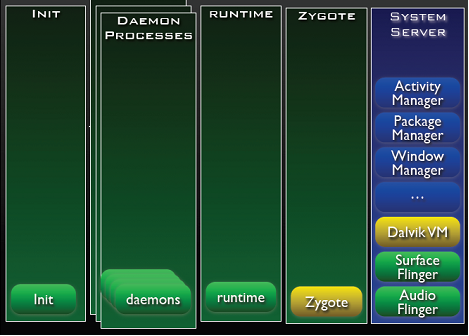 INIT
DAEMON
PROCESSES
RUNTIME
ZYGOTE
SYSTEM
SERVER
Activity
Manager
Package
Manager
Window
Manager
...
Dalvik VM
Surface
Flinger
Audio
Flinger
Init
daemons
runtime
Zygote